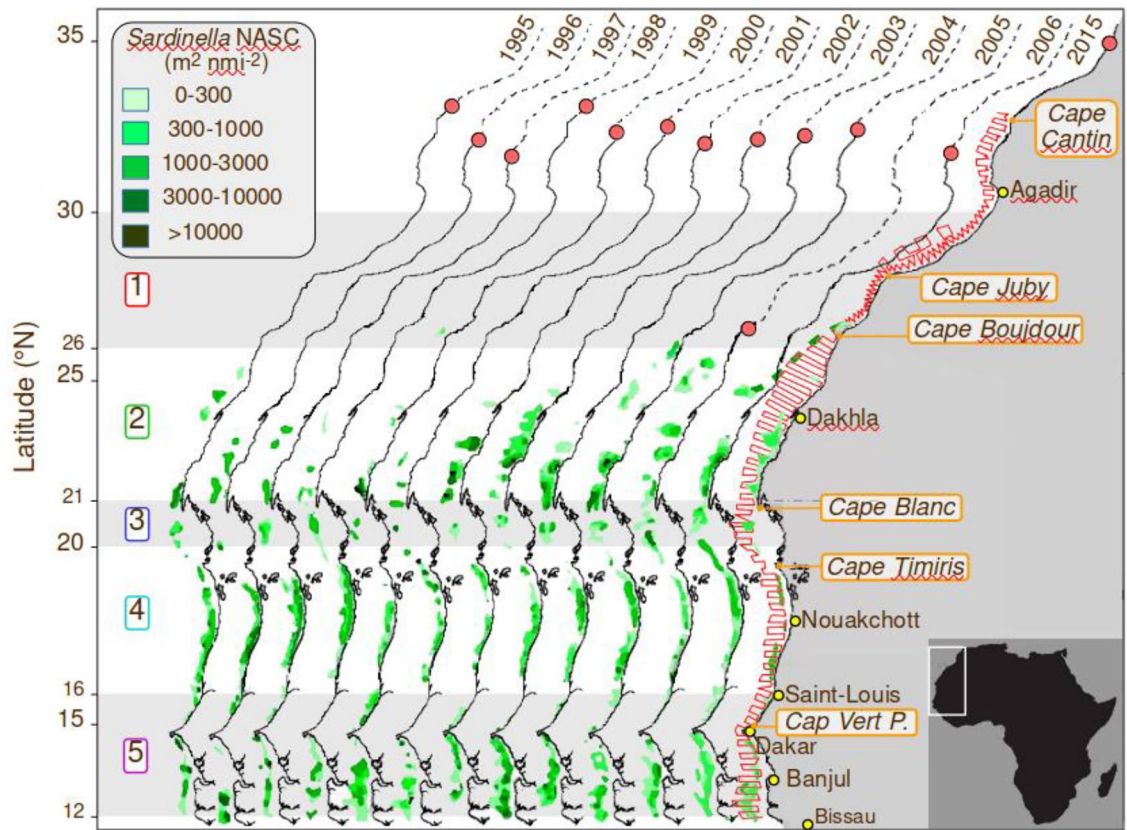 35
30
26
25
21
20
16
15
12
Latitude (°N)
Sardinella NASC
(m² nmi⁻²)
0-300
300-1000
1000-3000
3000-10000
>10000
1
2
3
4
5
1995
1996
1997
1998
1999
2000
2001
2002
2003
2004
2005
2006
2015
Cape
Cantin
Agadir
Cape Juby
Cape Boujdour
Dakhla
Cape Blanc
Cape Timiris
Nouakchott
Saint-Louis
Cap Vert P.
Dakar
Banjul
Bissau